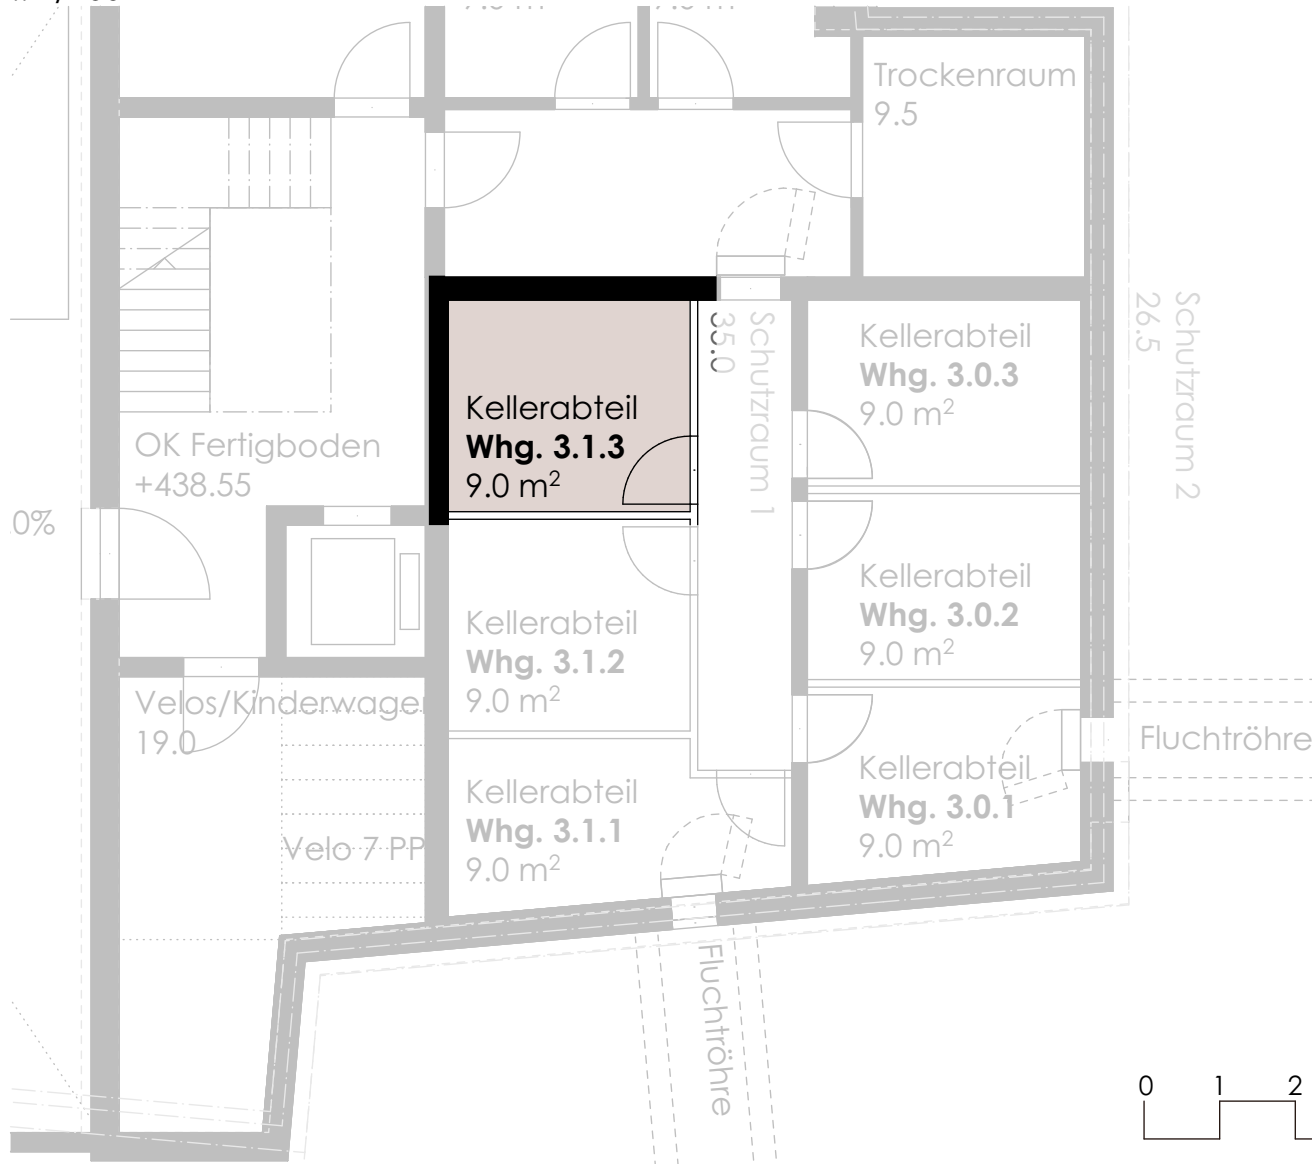 Trockenraum
9.5
Schutzraum 2
26.5
Schutzraum 1
35.0
Kellerabteil
Whg. 3.0.3
9.0 m²
Kellerabteil
Whg. 3.1.3
9.0 m²
OK Fertigboden
+438.55
0%
Kellerabteil
Whg. 3.0.2
9.0 m²
Kellerabteil
Whg. 3.1.2
9.0 m²
Velos/Kinderwagen
19.0
Fluchtröhre
Kellerabteil
Whg. 3.0.1
9.0 m²
Kellerabteil
Whg. 3.1.1
9.0 m²
Velo 7 PP
Fluchtröhre
0 1 2